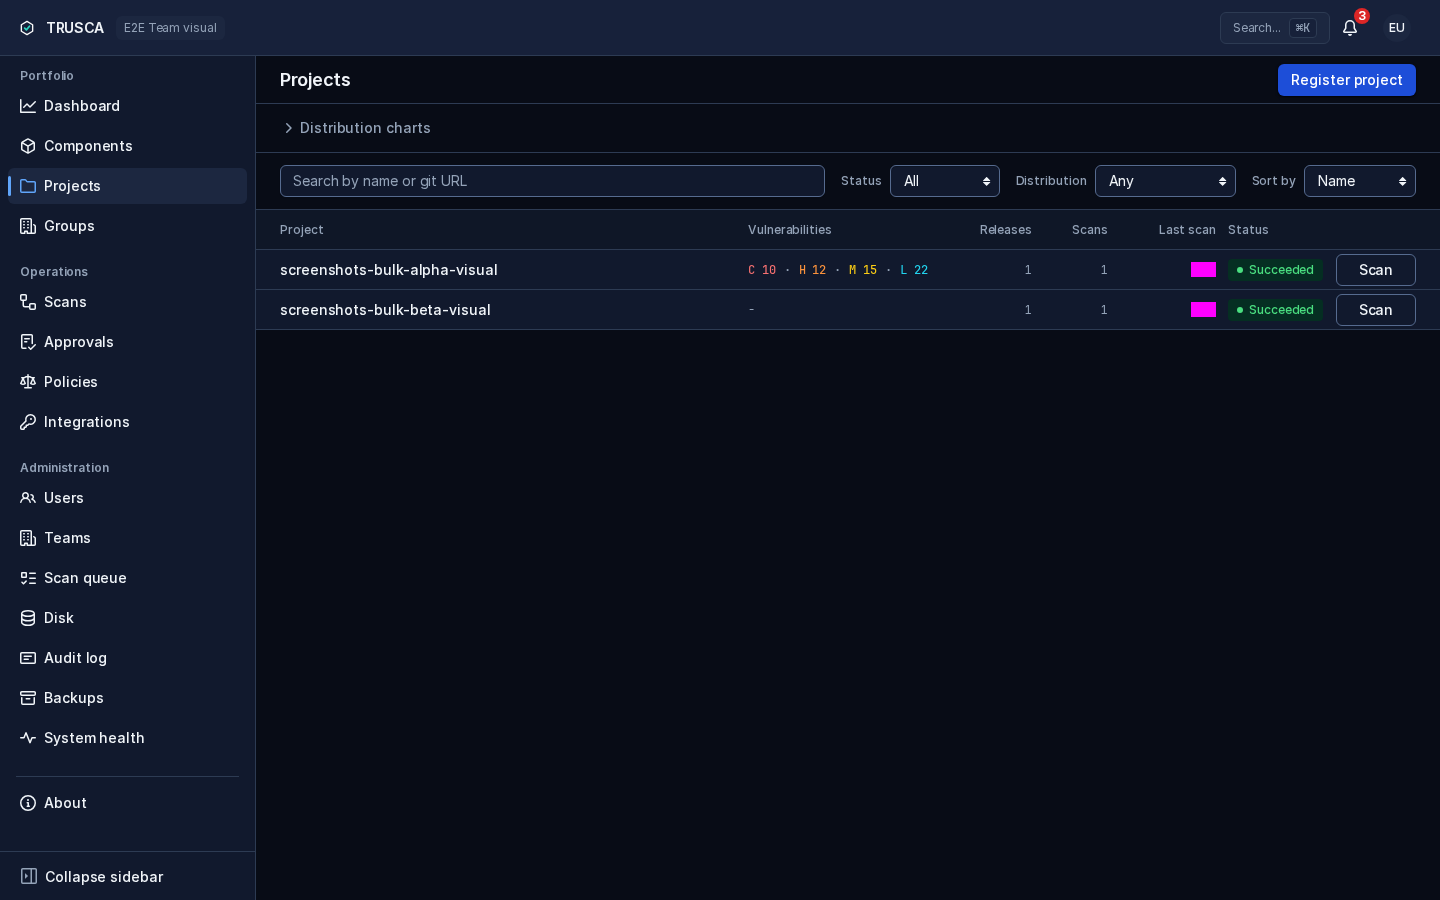 TRUSCA E2E Team visual Search... ⌘K 3 EU
Portfolio
Dashboard
Components
Projects
Groups
Operations
Scans
Approvals
Policies
Integrations
Administration
Users
Teams
Scan queue
Disk
Audit log
Backups
System health
About
Collapse sidebar
Projects Register project
Distribution charts
Search by name or git URL Status All Distribution Any Sort by Name
Project Vulnerabilities Releases Scans Last scan Status
screenshots-bulk-alpha-visual C 10 · H 12 · M 15 · L 22 1 1 Succeeded Scan
screenshots-bulk-beta-visual - 1 1 Succeeded Scan